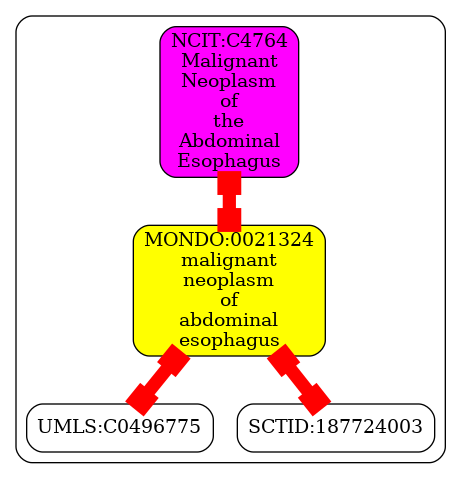 NCIT:C4764
Malignant
Neoplasm
of
the
Abdominal
Esophagus
MONDO:0021324
malignant
neoplasm
of
abdominal
esophagus
UMLS:C0496775
SCTID:187724003